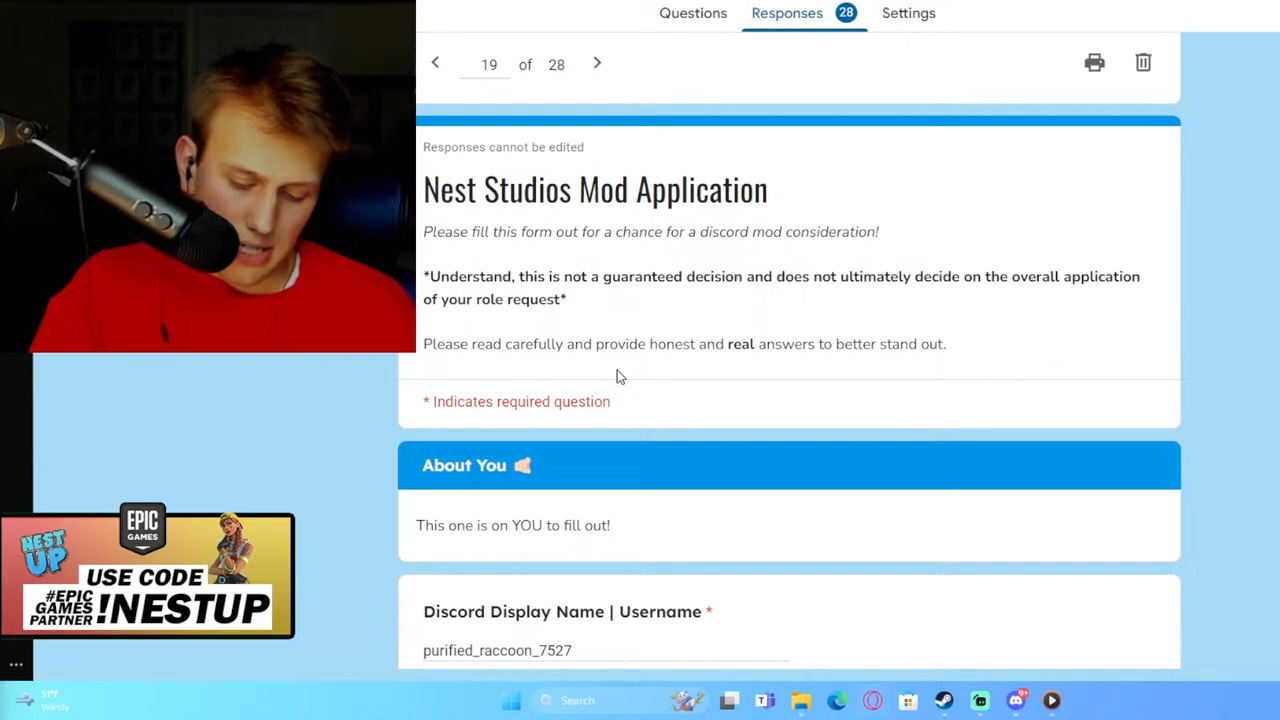 Questions
Responses 28
Settings
19 of 28
Responses cannot be edited
Nest Studios Mod Application
Please fill this form out for a chance for a discord mod consideration!
*Understand, this is not a guaranteed decision and does not ultimately decide on the overall application
of your role request*
Please read carefully and provide honest and real answers to better stand out.
* Indicates required question
About You
This one is on YOU to fill out!
Discord Display Name | Username *
purified_raccoon_7527
EPIC
GAMES
NEST
UP
USE CODE
#EPIC
GAMES
PARTNER
!NESTUP
51°F
Windy
Search
9+